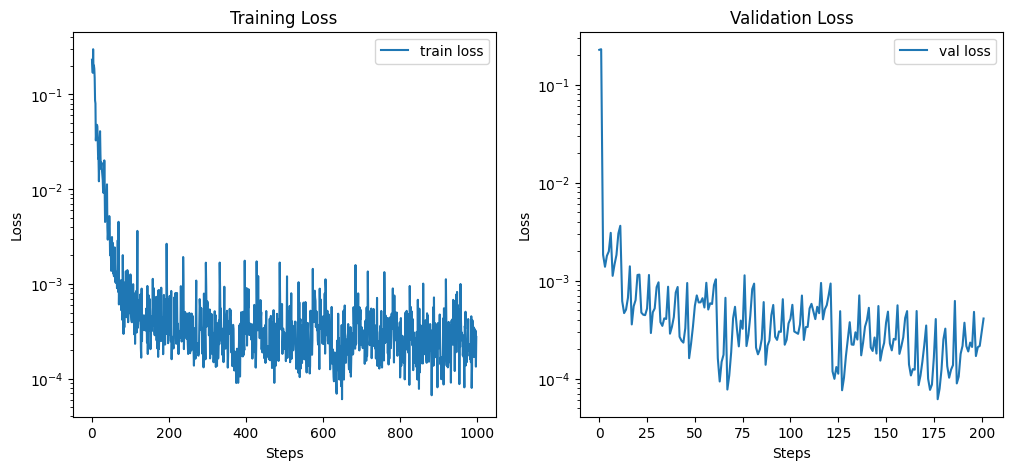 Training Loss
train loss
10⁻¹
10⁻²
10⁻³
10⁻⁴
Loss
0 200 400 600 800 1000
Steps
Validation Loss
val loss
10⁻¹
10⁻²
10⁻³
10⁻⁴
Loss
0 25 50 75 100 125 150 175 200
Steps